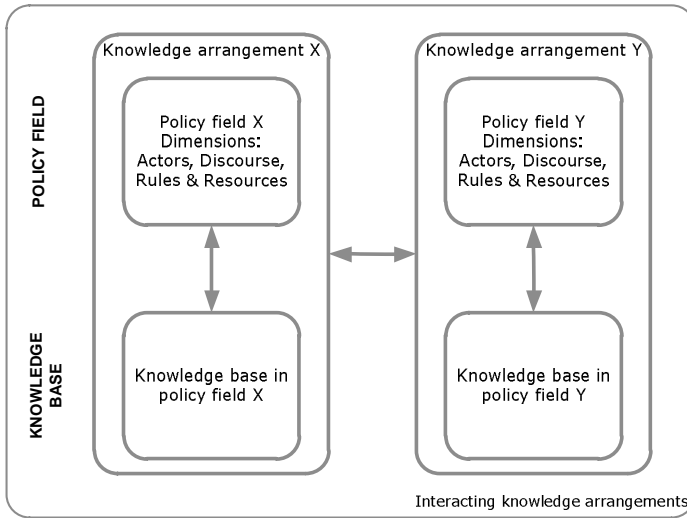 Knowledge arrangement X
Policy field X
Dimensions:
Actors, Discourse,
Rules & Resources
Knowledge base in
policy field X
Knowledge arrangement Y
Policy field Y
Dimensions:
Actors, Discourse,
Rules & Resources
Knowledge base in
policy field Y
POLICY FIELD
KNOWLEDGE
BASE
Interacting knowledge arrangements